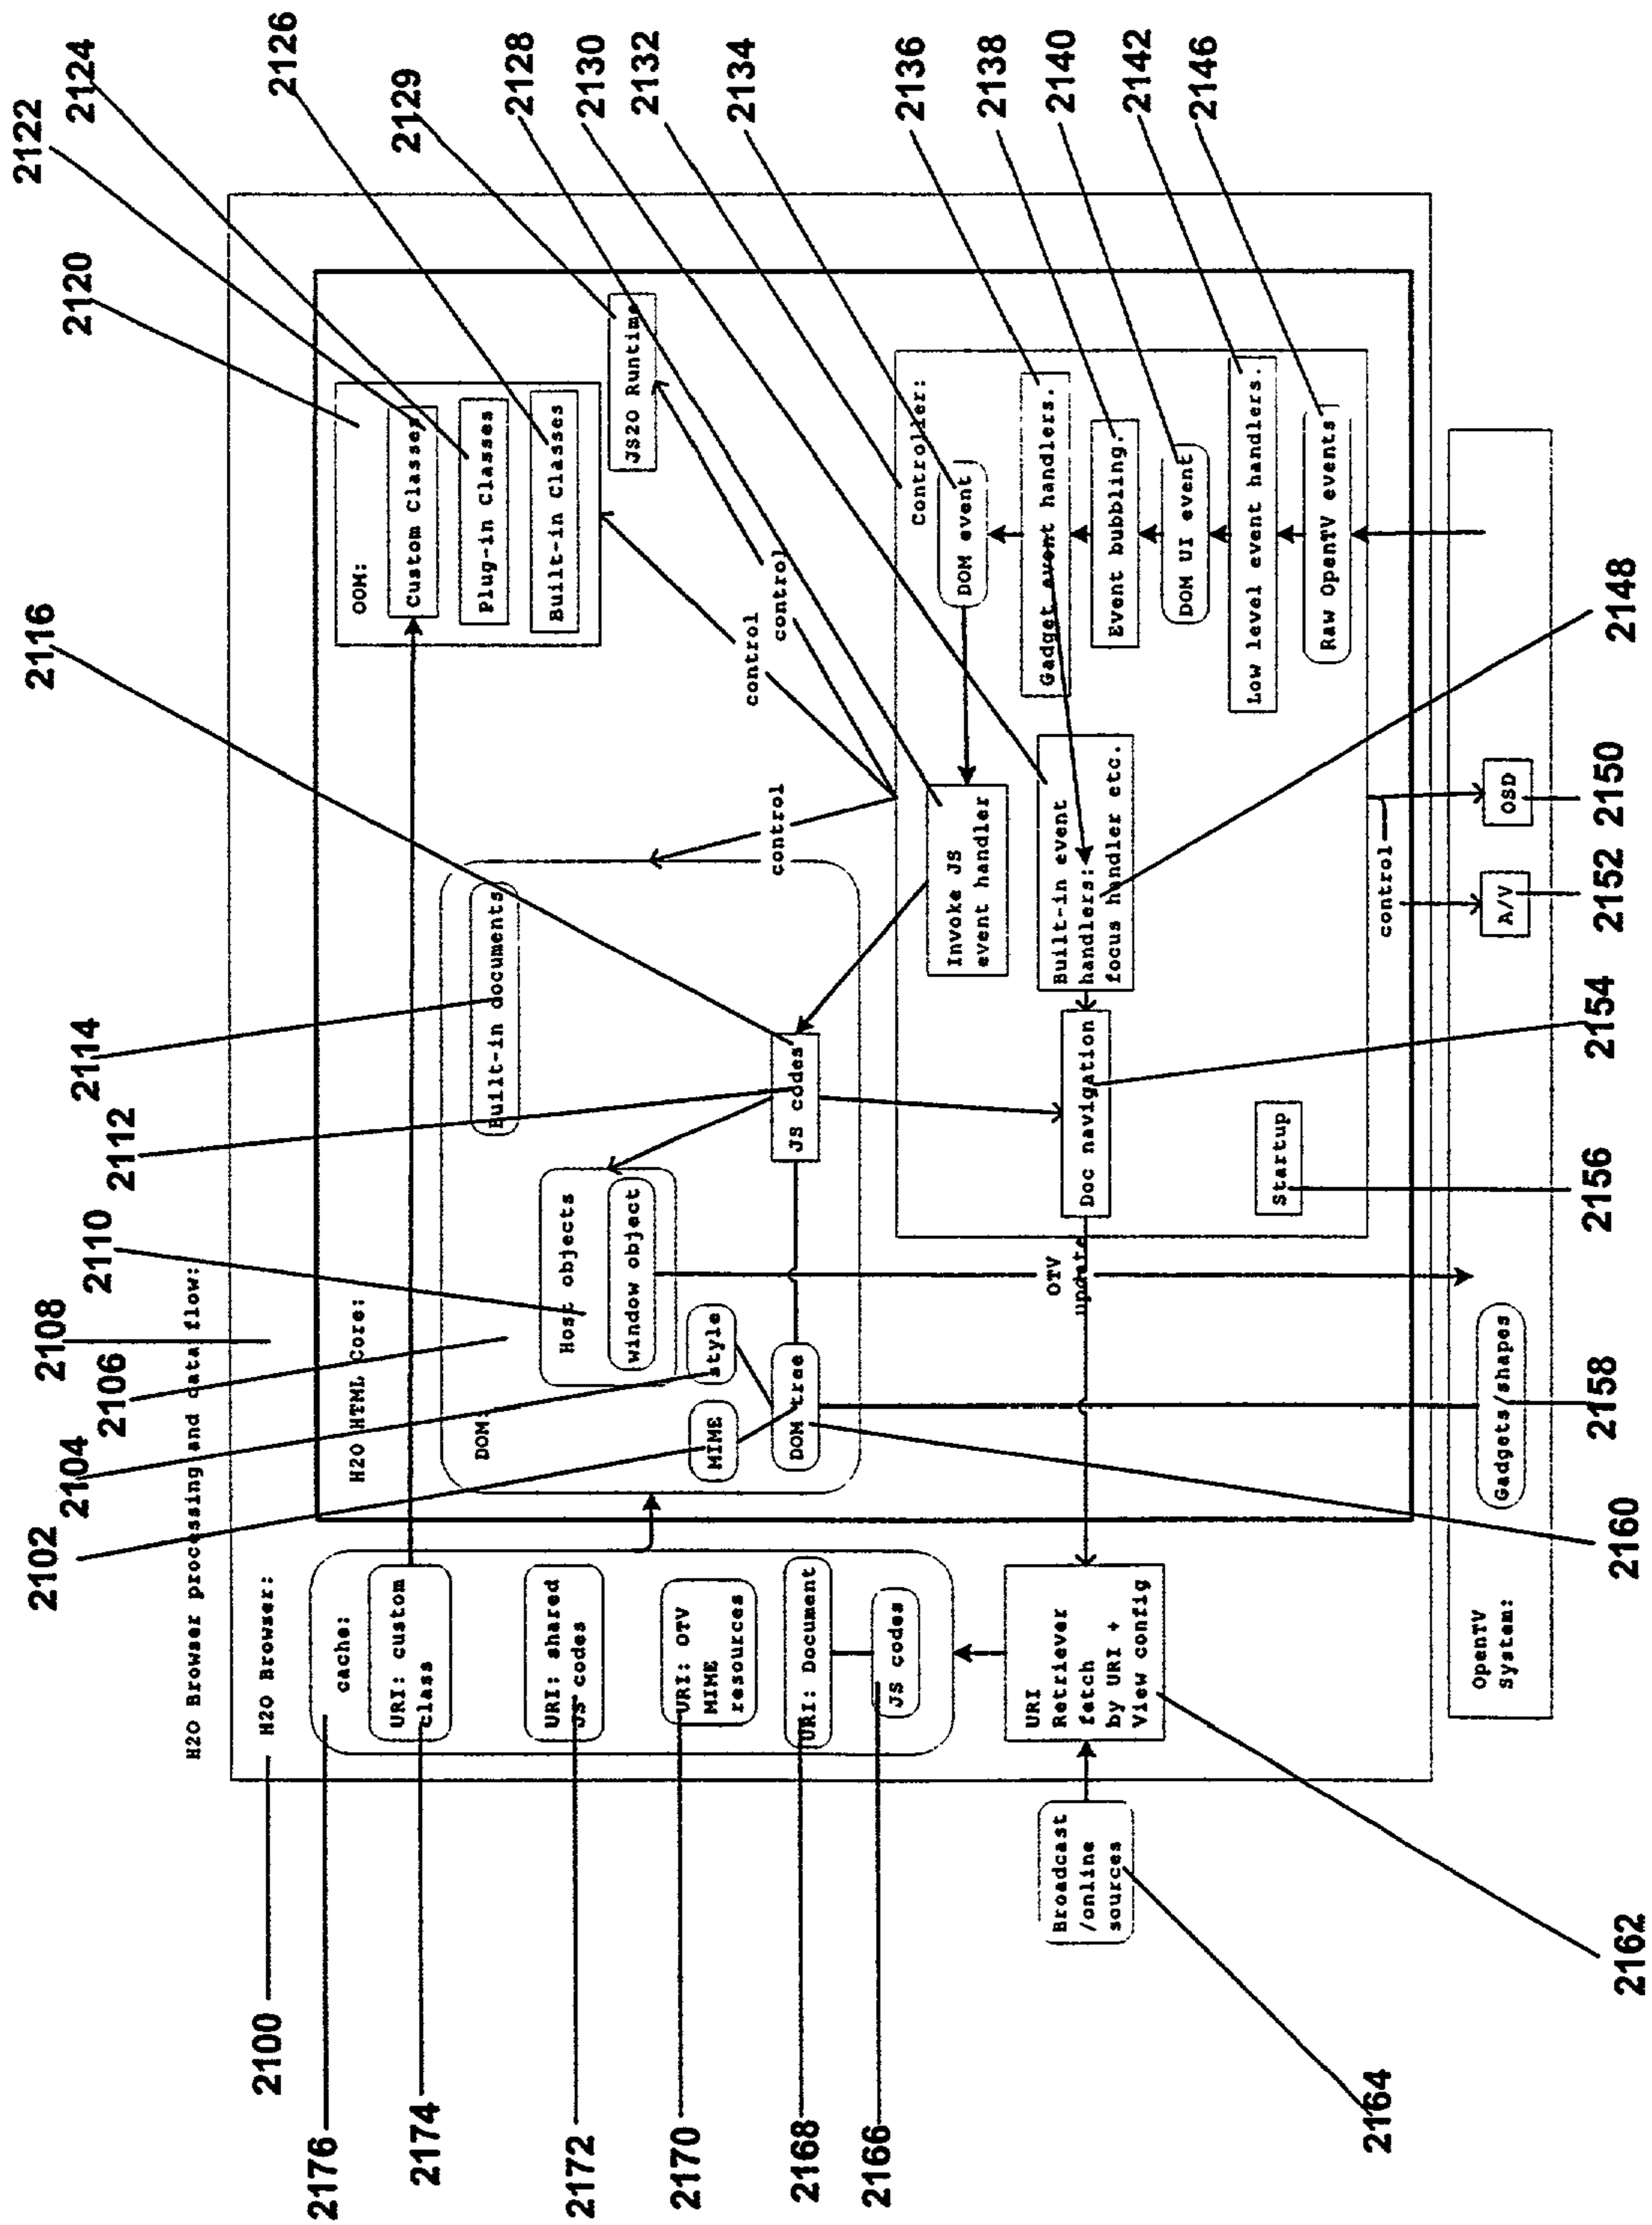 H2O Browser processing and data flow:
H2O Browser:
cache:
URI: custom
class
URI: shared
JS codes
URI: OTV
MIME
resources
URI: Document
JS codes
URI
Retriever
fetch
by URI +
View config
Broadcast
/online
sources
H2O HTML Core:
DOM:
Host objects
window object
MIME
style
DOM tree
JS codes
Built-in documents
control
control
control
OOM:
Custom Classes
Plug-in Classes
Built-in Classes
JS2O Runtime
Controller:
DOM event
Gadget event handlers.
Event bubbling.
DOM UI event
Low level event handlers.
Raw OpenTV events
Invoke JS
event handler
Built-in event
handlers:
focus handler etc.
Doc navigation
Startup
OTV
update
control
OpenTV
System:
Gadgets/shapes
A/V
OSD
2100
2102
2104
2106
2108
2110
2112
2114
2116
2120
2122
2124
2126
2129
2128
2130
2132
2134
2136
2138
2140
2142
2146
2148
2150
2152
2154
2156
2158
2160
2162
2164
2166
2168
2170
2172
2174
2176